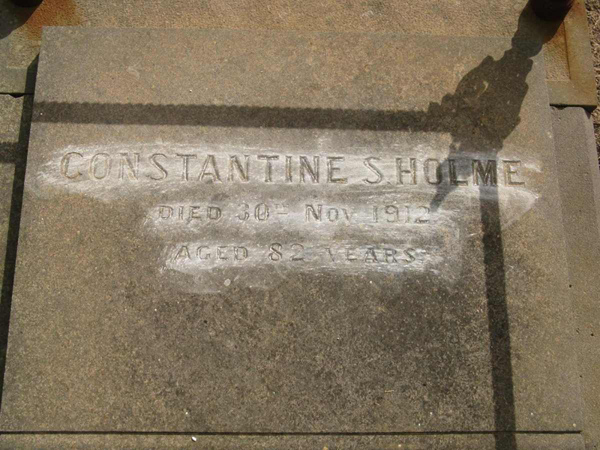 CONSTANTINE S HOLME
DIED 30TH NOV 1912
AGED 82 YEARS